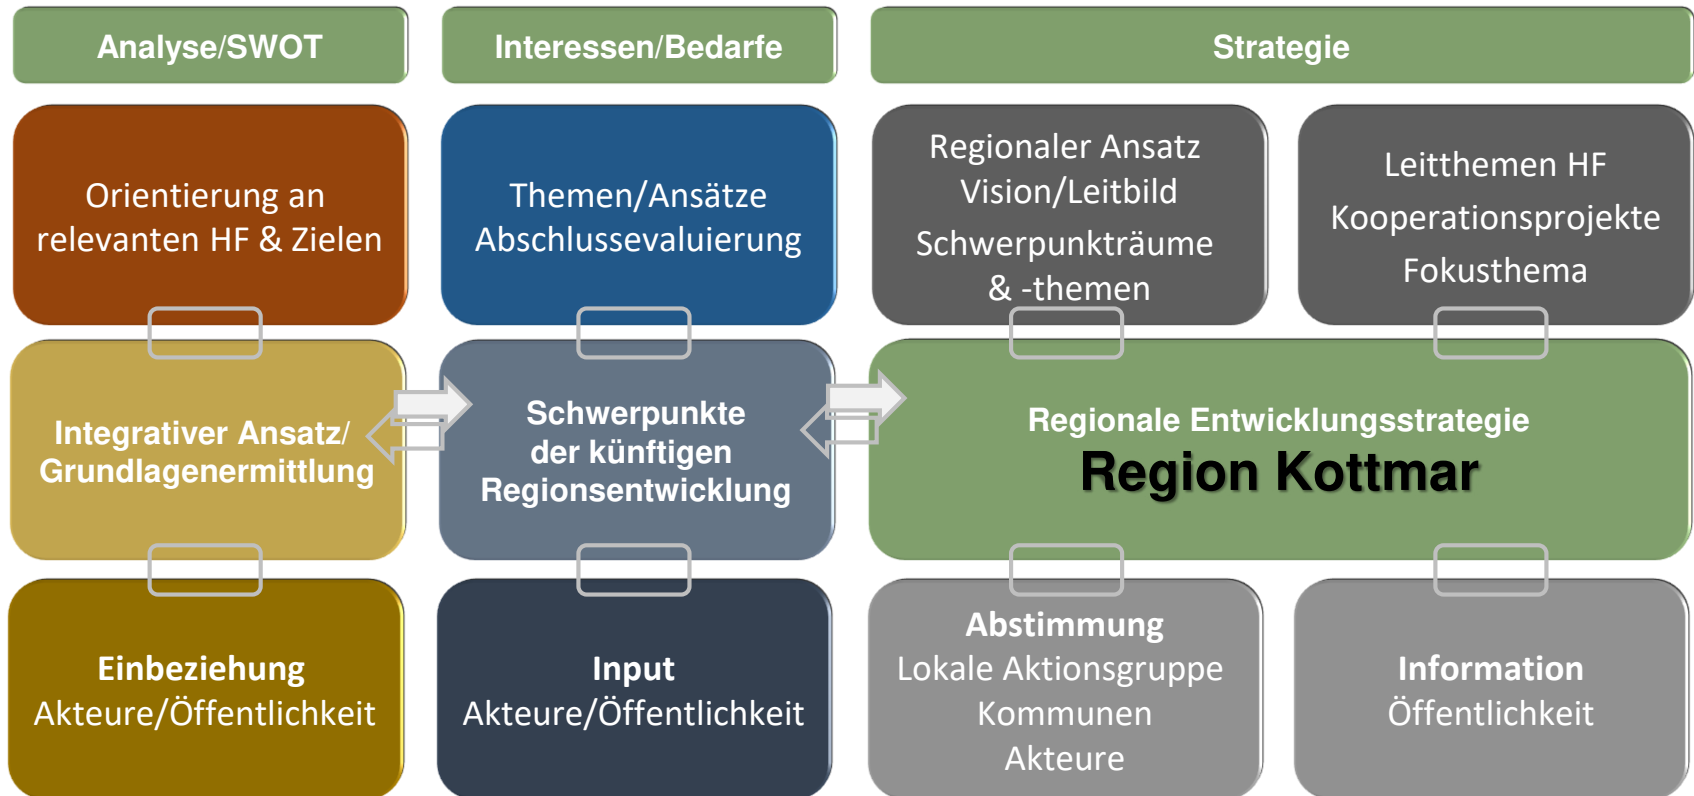 Analyse/SWOT
Interessen/Bedarfe
Strategie
Orientierung an
relevanten HF & Zielen
Themen/Ansätze
Abschlussevaluierung
Regionaler Ansatz
Vision/Leitbild
Schwerpunkträume
& -themen
Leitthemen HF
Kooperationsprojekte
Fokusthema
Integrativer Ansatz/
Grundlagenermittlung
Schwerpunkte
der künftigen
Regionsentwicklung
Regionale Entwicklungsstrategie
Region Kottmar
Einbeziehung
Akteure/Öffentlichkeit
Input
Akteure/Öffentlichkeit
Abstimmung
Lokale Aktionsgruppe
Kommunen
Akteure
Information
Öffentlichkeit